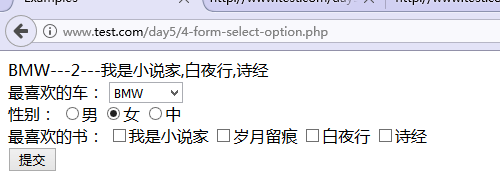 Examples
http://www.test.com/day5
http://www.testi.com
www.test.com/day5/4-form-select-option.php
BMW---2---我是小说家,白夜行,诗经
最喜欢的车： BMW
性别： 男 女 中
最喜欢的书： 我是小说家 岁月留痕 白夜行 诗经
提交